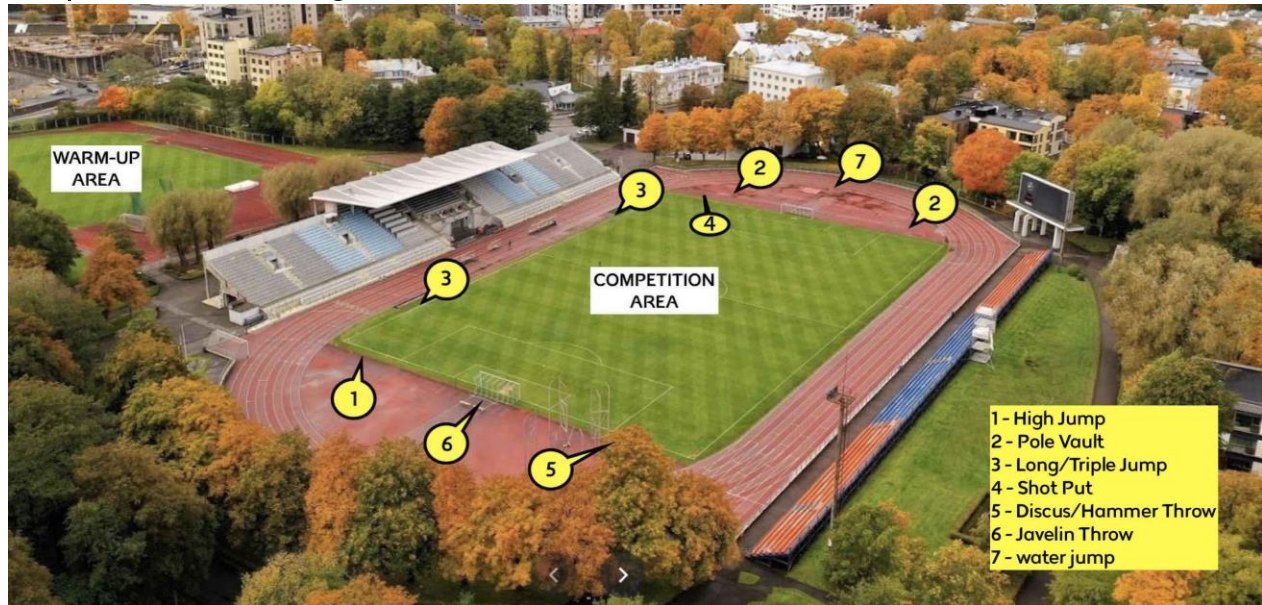 WARM-UP
AREA
2
7
3
4
2
3
COMPETITION
AREA
1
6
5
1 - High Jump
2 - Pole Vault
3 - Long/Triple Jump
4 - Shot Put
5 - Discus/Hammer Throw
6 - Javelin Throw
7 - water jump